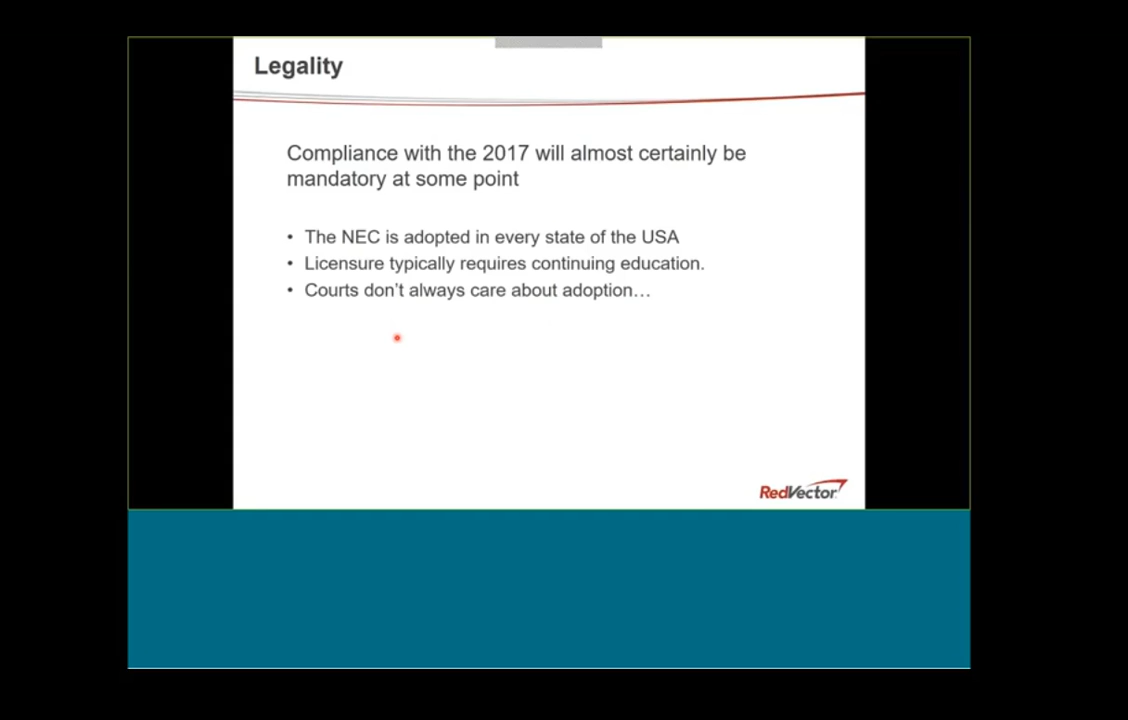 Legality
Compliance with the 2017 will almost certainly be
mandatory at some point
• The NEC is adopted in every state of the USA
• Licensure typically requires continuing education.
• Courts don’t always care about adoption…
RedVector